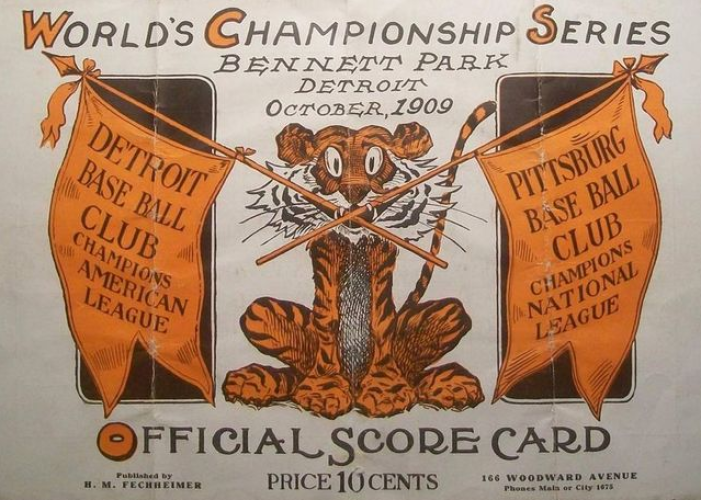 WORLD'S CHAMPIONSHIP SERIES
BENNETT PARK
DETROIT
OCTOBER, 1909
DETROIT
BASE BALL
CLUB
CHAMPIONS
AMERICAN
LEAGUE
PITTSBURG
BASE BALL
CLUB
CHAMPIONS
NATIONAL
LEAGUE
OFFICIAL SCORE CARD
Published by
H. M. FECHHEIMER
PRICE 10 CENTS
166 WOODWARD AVENUE
Phones Main or City 1675